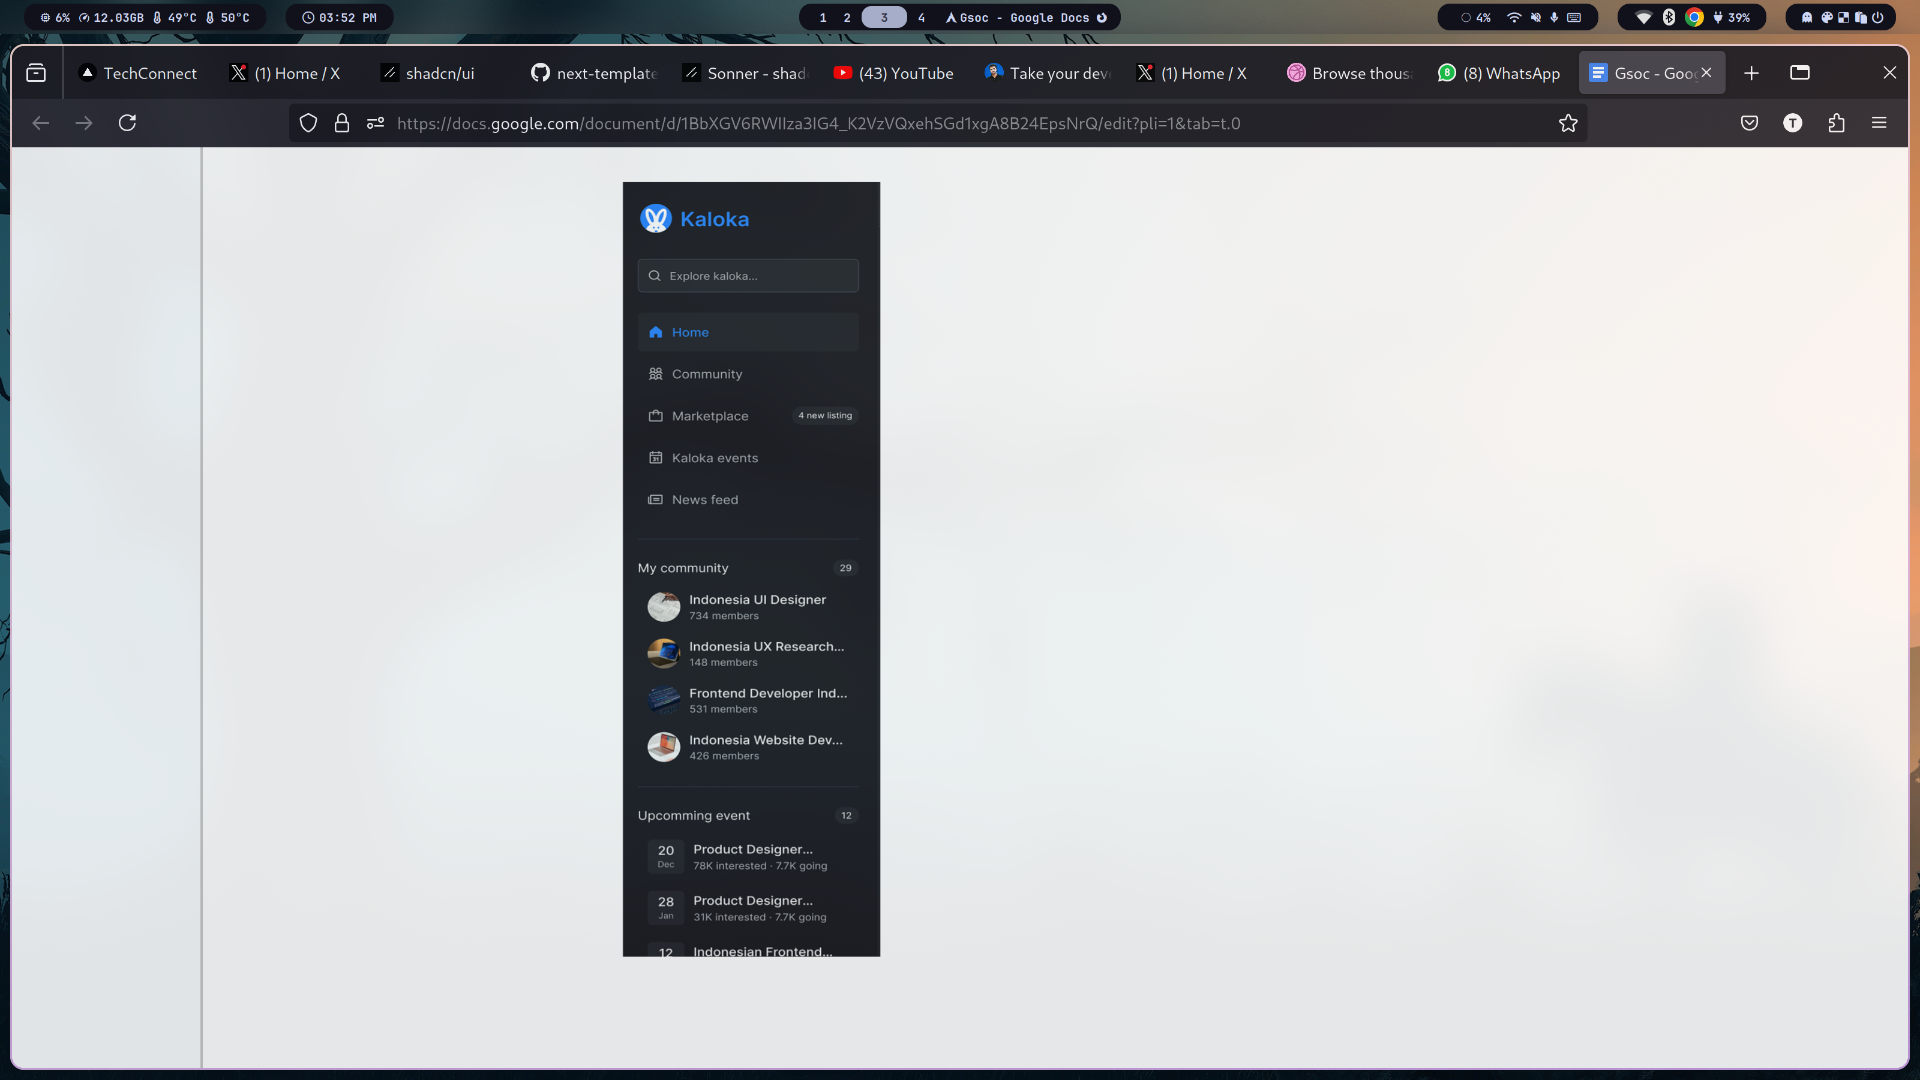 6% 12.03GB 49°C 50°C 03:52 PM 1 2 3 4 Gsoc - Google Docs 4% 39%
TechConnect (1) Home / X shadcn/ui next-template Sonner - shad (43) YouTube Take your dev (1) Home / X Browse thous (8) WhatsApp Gsoc - Goo
https://docs.google.com/document/d/1BbXGV6RWIIza3IG4_K2VzVQxehSGd1xgA8B24EpsNrQ/edit?pli=1&tab=t.0 T
Kaloka
Explore kaloka...
Home
Community
Marketplace 4 new listing
Kaloka events
News feed
My community 29
Indonesia UI Designer
734 members
Indonesia UX Research...
148 members
Frontend Developer Ind...
531 members
Indonesia Website Dev...
426 members
Upcomming event 12
20 Product Designer...
Dec 78K interested · 7.7K going
28 Product Designer...
Jan 31K interested · 7.7K going
12 Indonesian Frontend...